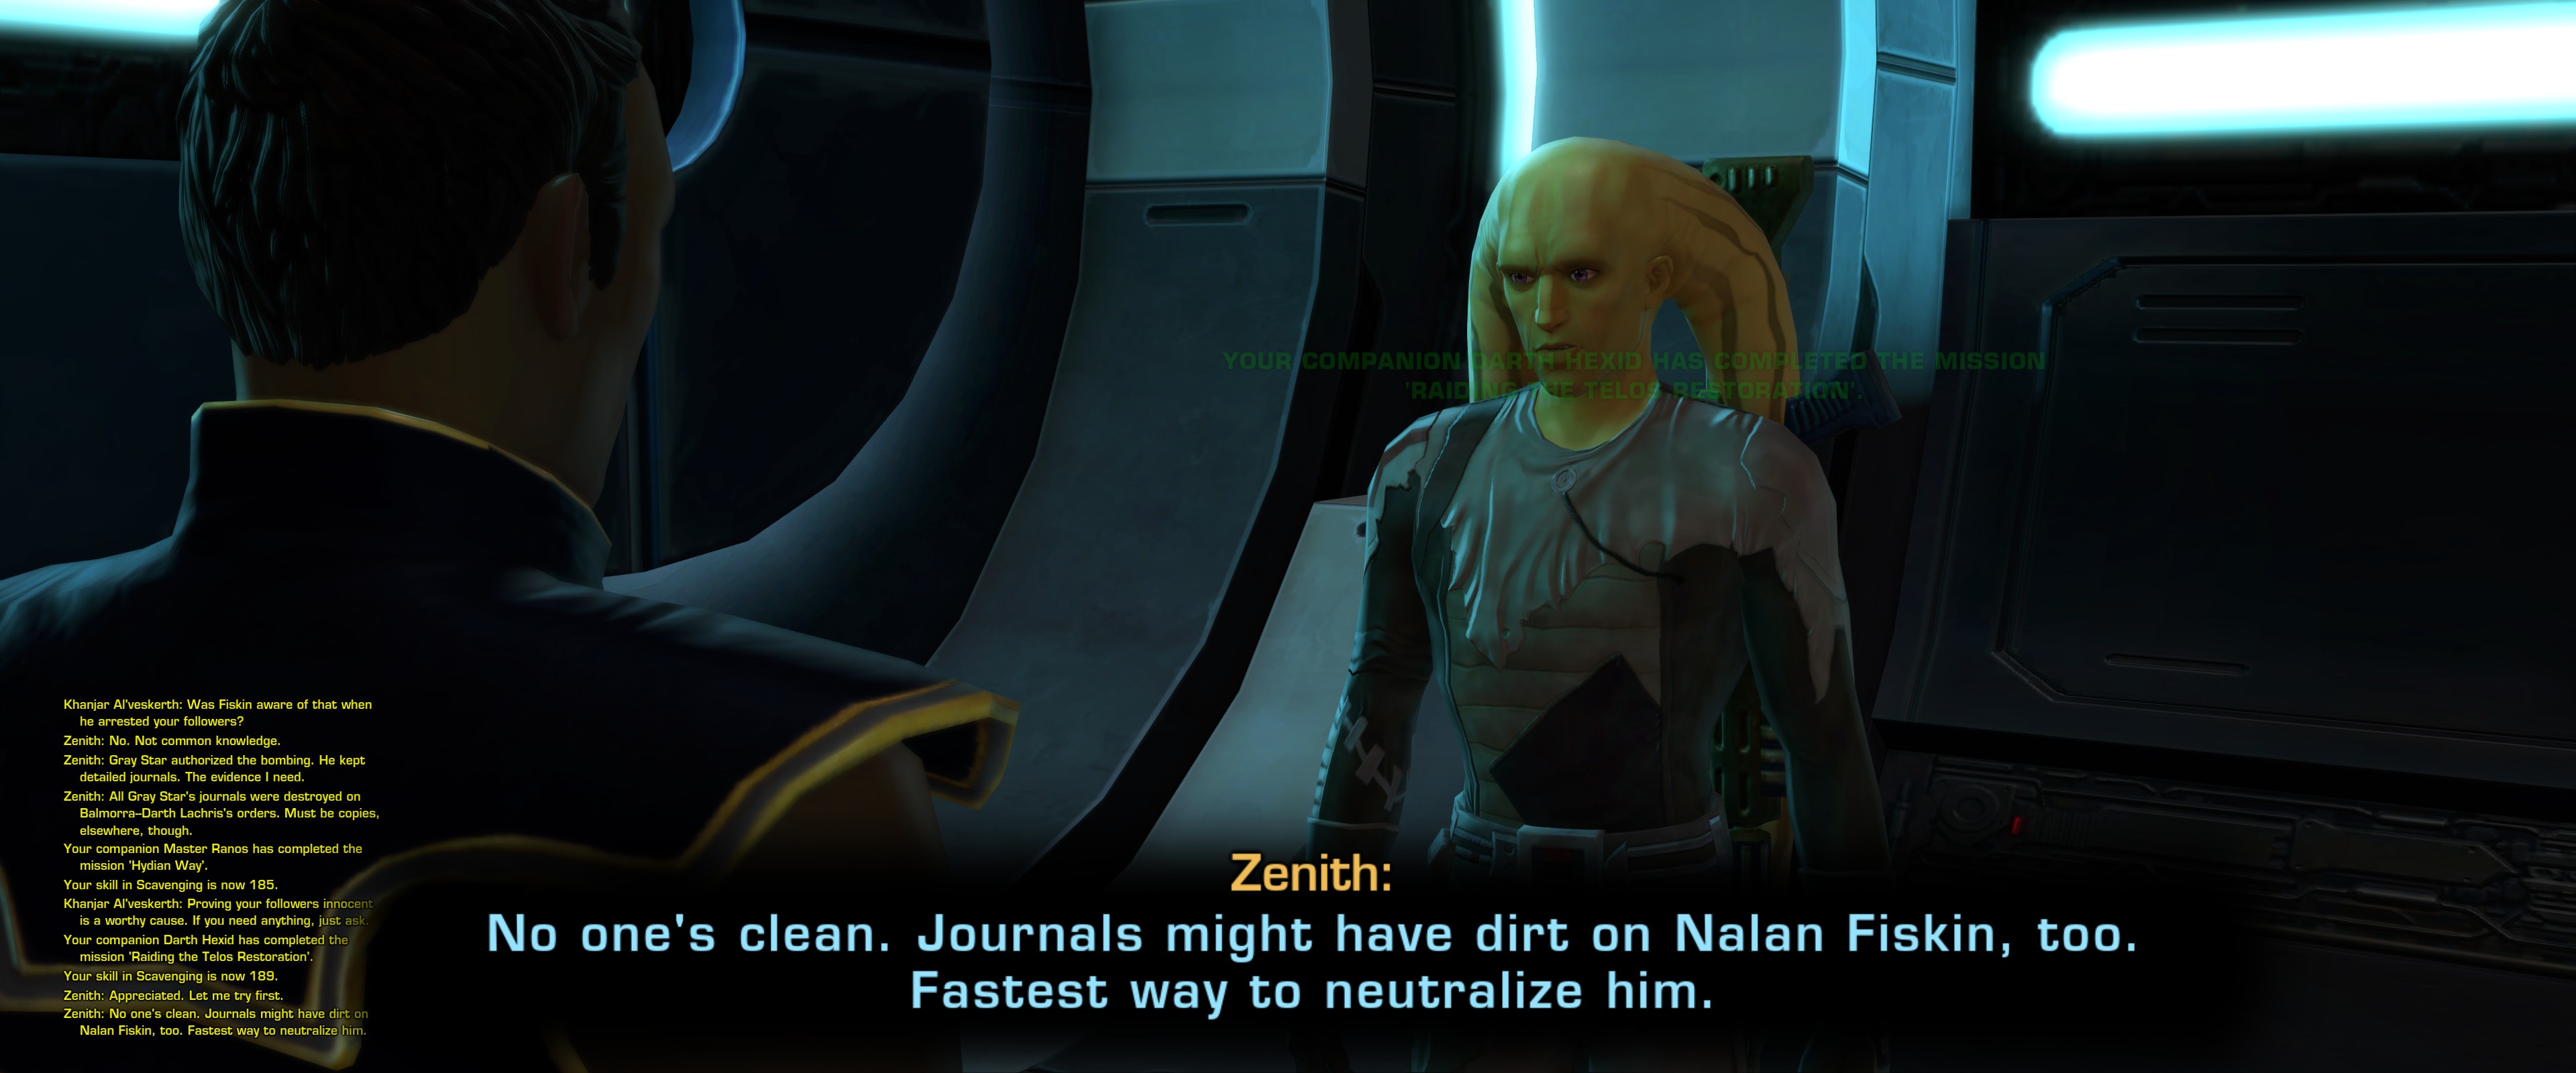 YOUR COMPANION DARTH HEXID HAS COMPLETED THE MISSION
'RAIDING THE TELOS RESTORATION'.
Khanjar Al'veskerth: Was Fiskin aware of that when
he arrested your followers?
Zenith: No. Not common knowledge.
Zenith: Gray Star authorized the bombing. He kept
detailed journals. The evidence I need.
Zenith: All Gray Star's journals were destroyed on
Balmorra–Darth Lachris's orders. Must be copies,
elsewhere, though.
Your companion Master Ranos has completed the
mission 'Hydian Way'.
Your skill in Scavenging is now 185.
Khanjar Al'veskerth: Proving your followers innocent
is a worthy cause. If you need anything, just ask.
Your companion Darth Hexid has completed the
mission 'Raiding the Telos Restoration'.
Your skill in Scavenging is now 189.
Zenith: Appreciated. Let me try first.
Zenith: No one's clean. Journals might have dirt on
Nalan Fiskin, too. Fastest way to neutralize him.
Zenith:
No one's clean. Journals might have dirt on Nalan Fiskin, too.
Fastest way to neutralize him.